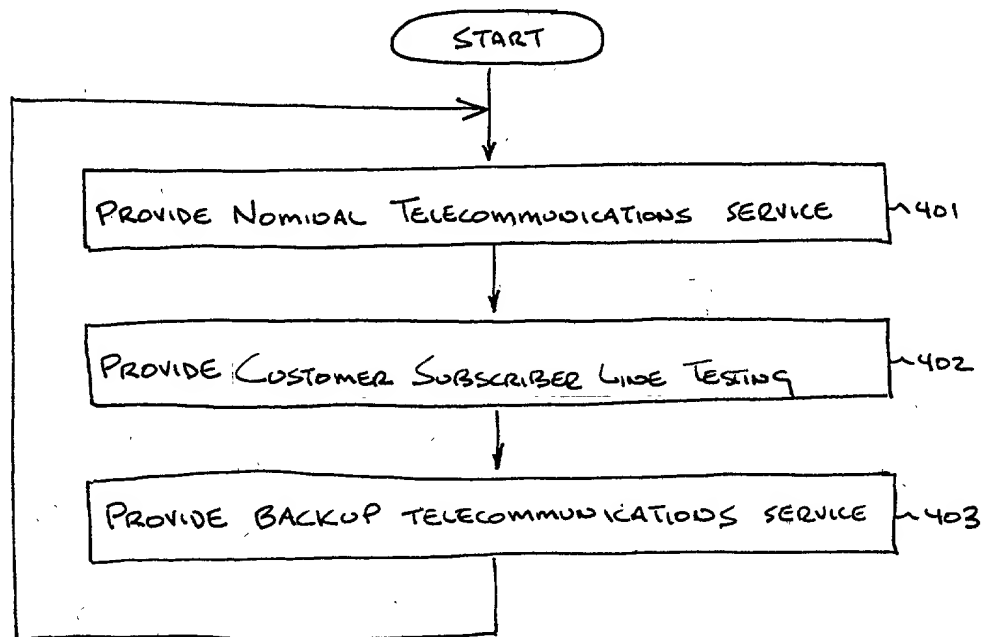 START
PROVIDE NOMINAL TELECOMMUNICATIONS SERVICE 401
PROVIDE CUSTOMER SUBSCRIBER LINE TESTING 402
PROVIDE BACKUP TELECOMMUNICATIONS SERVICE 403